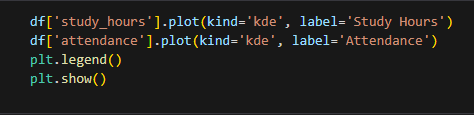 df['study_hours'].plot(kind='kde', label='Study Hours')
df['attendance'].plot(kind='kde', label='Attendance')
plt.legend()
plt.show()